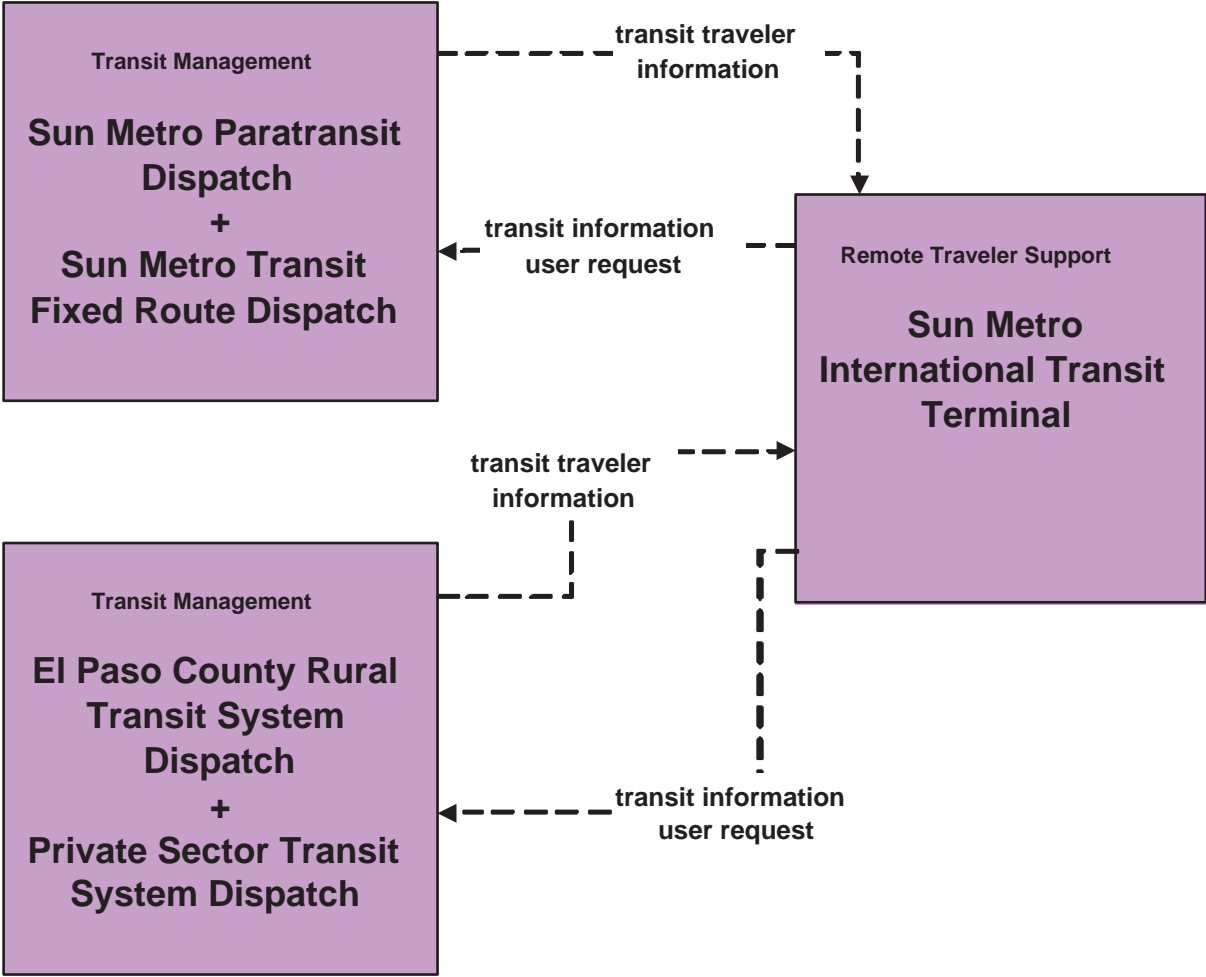 Transit Management
Sun Metro Paratransit
Dispatch
+
Sun Metro Transit
Fixed Route Dispatch
transit traveler
information
transit information
user request
Remote Traveler Support
Sun Metro
International Transit
Terminal
transit traveler
information
Transit Management
El Paso County Rural
Transit System
Dispatch
+
Private Sector Transit
System Dispatch
transit information
user request